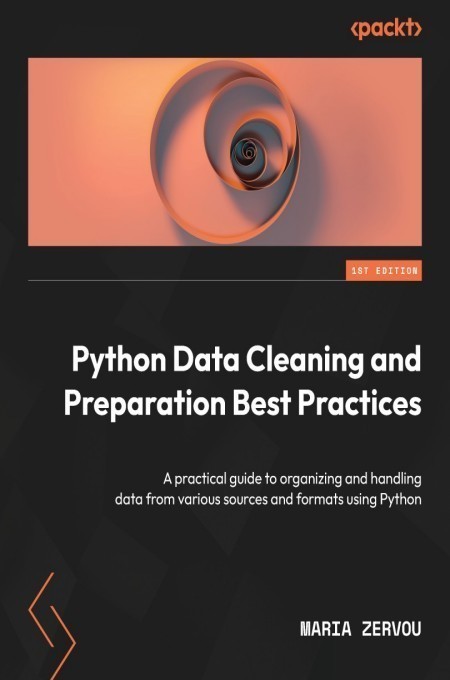 <packt>
1ST EDITION
Python Data Cleaning and
Preparation Best Practices
A practical guide to organizing and handling
data from various sources and formats using Python
MARIA ZERVOU